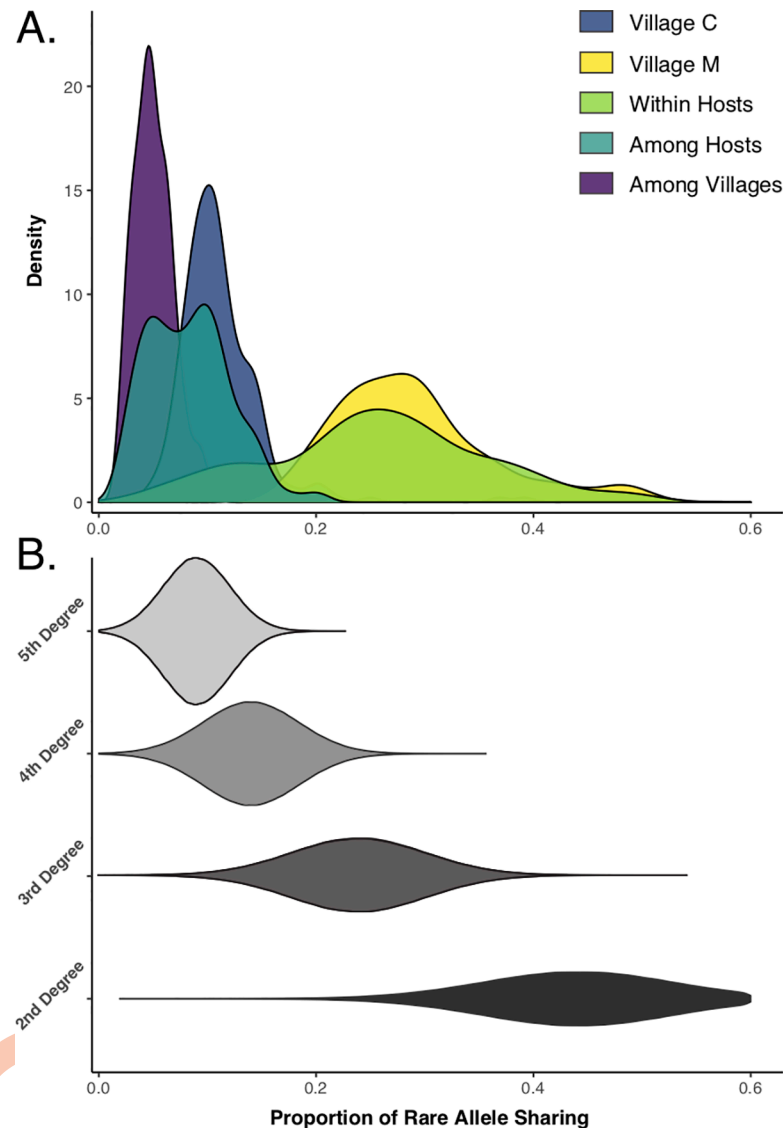 A.
Village C
Village M
Within Hosts
Among Hosts
Among Villages
Density
20
15
10
5
0
0.0
0.2
0.4
0.6
B.
5th Degree
4th Degree
3rd Degree
2nd Degree
0.0
0.2
0.4
0.6
Proportion of Rare Allele Sharing